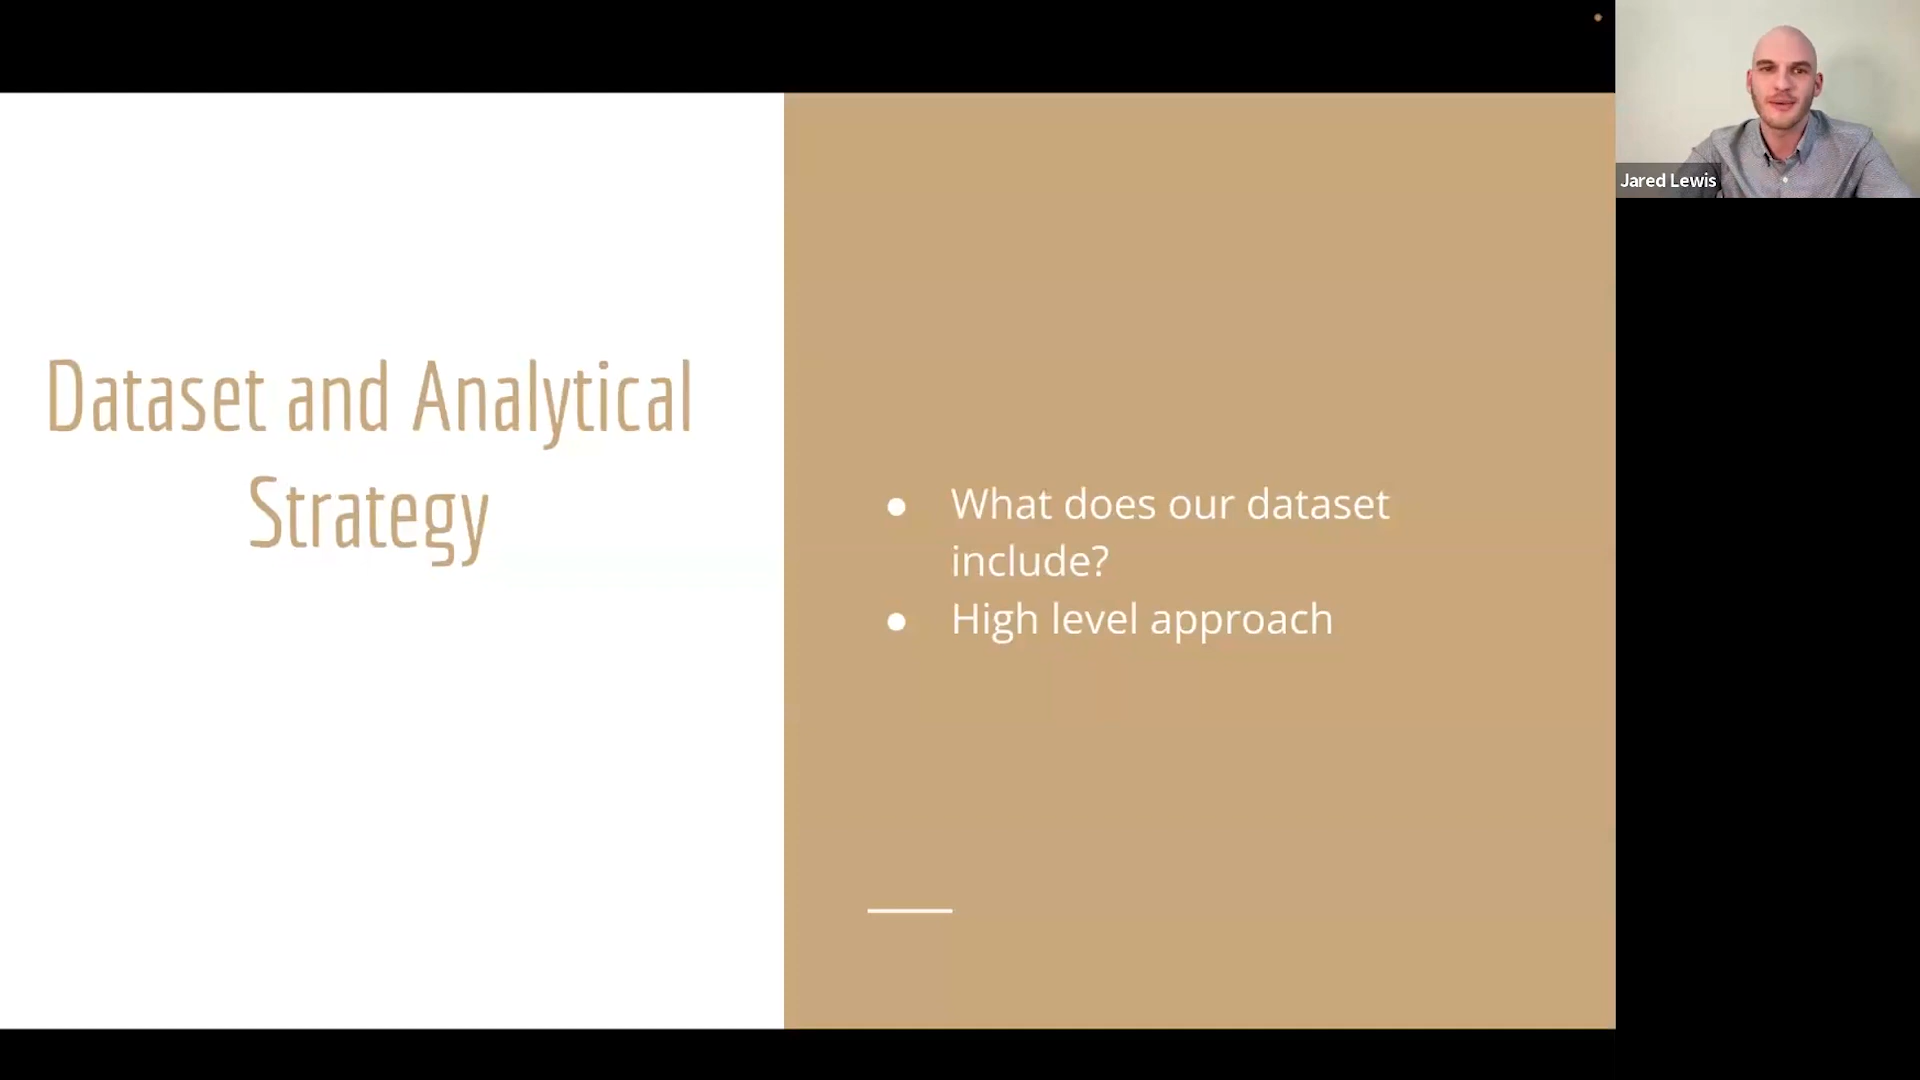 Dataset and Analytical
Strategy
● What does our dataset
include?
● High level approach
Jared Lewis